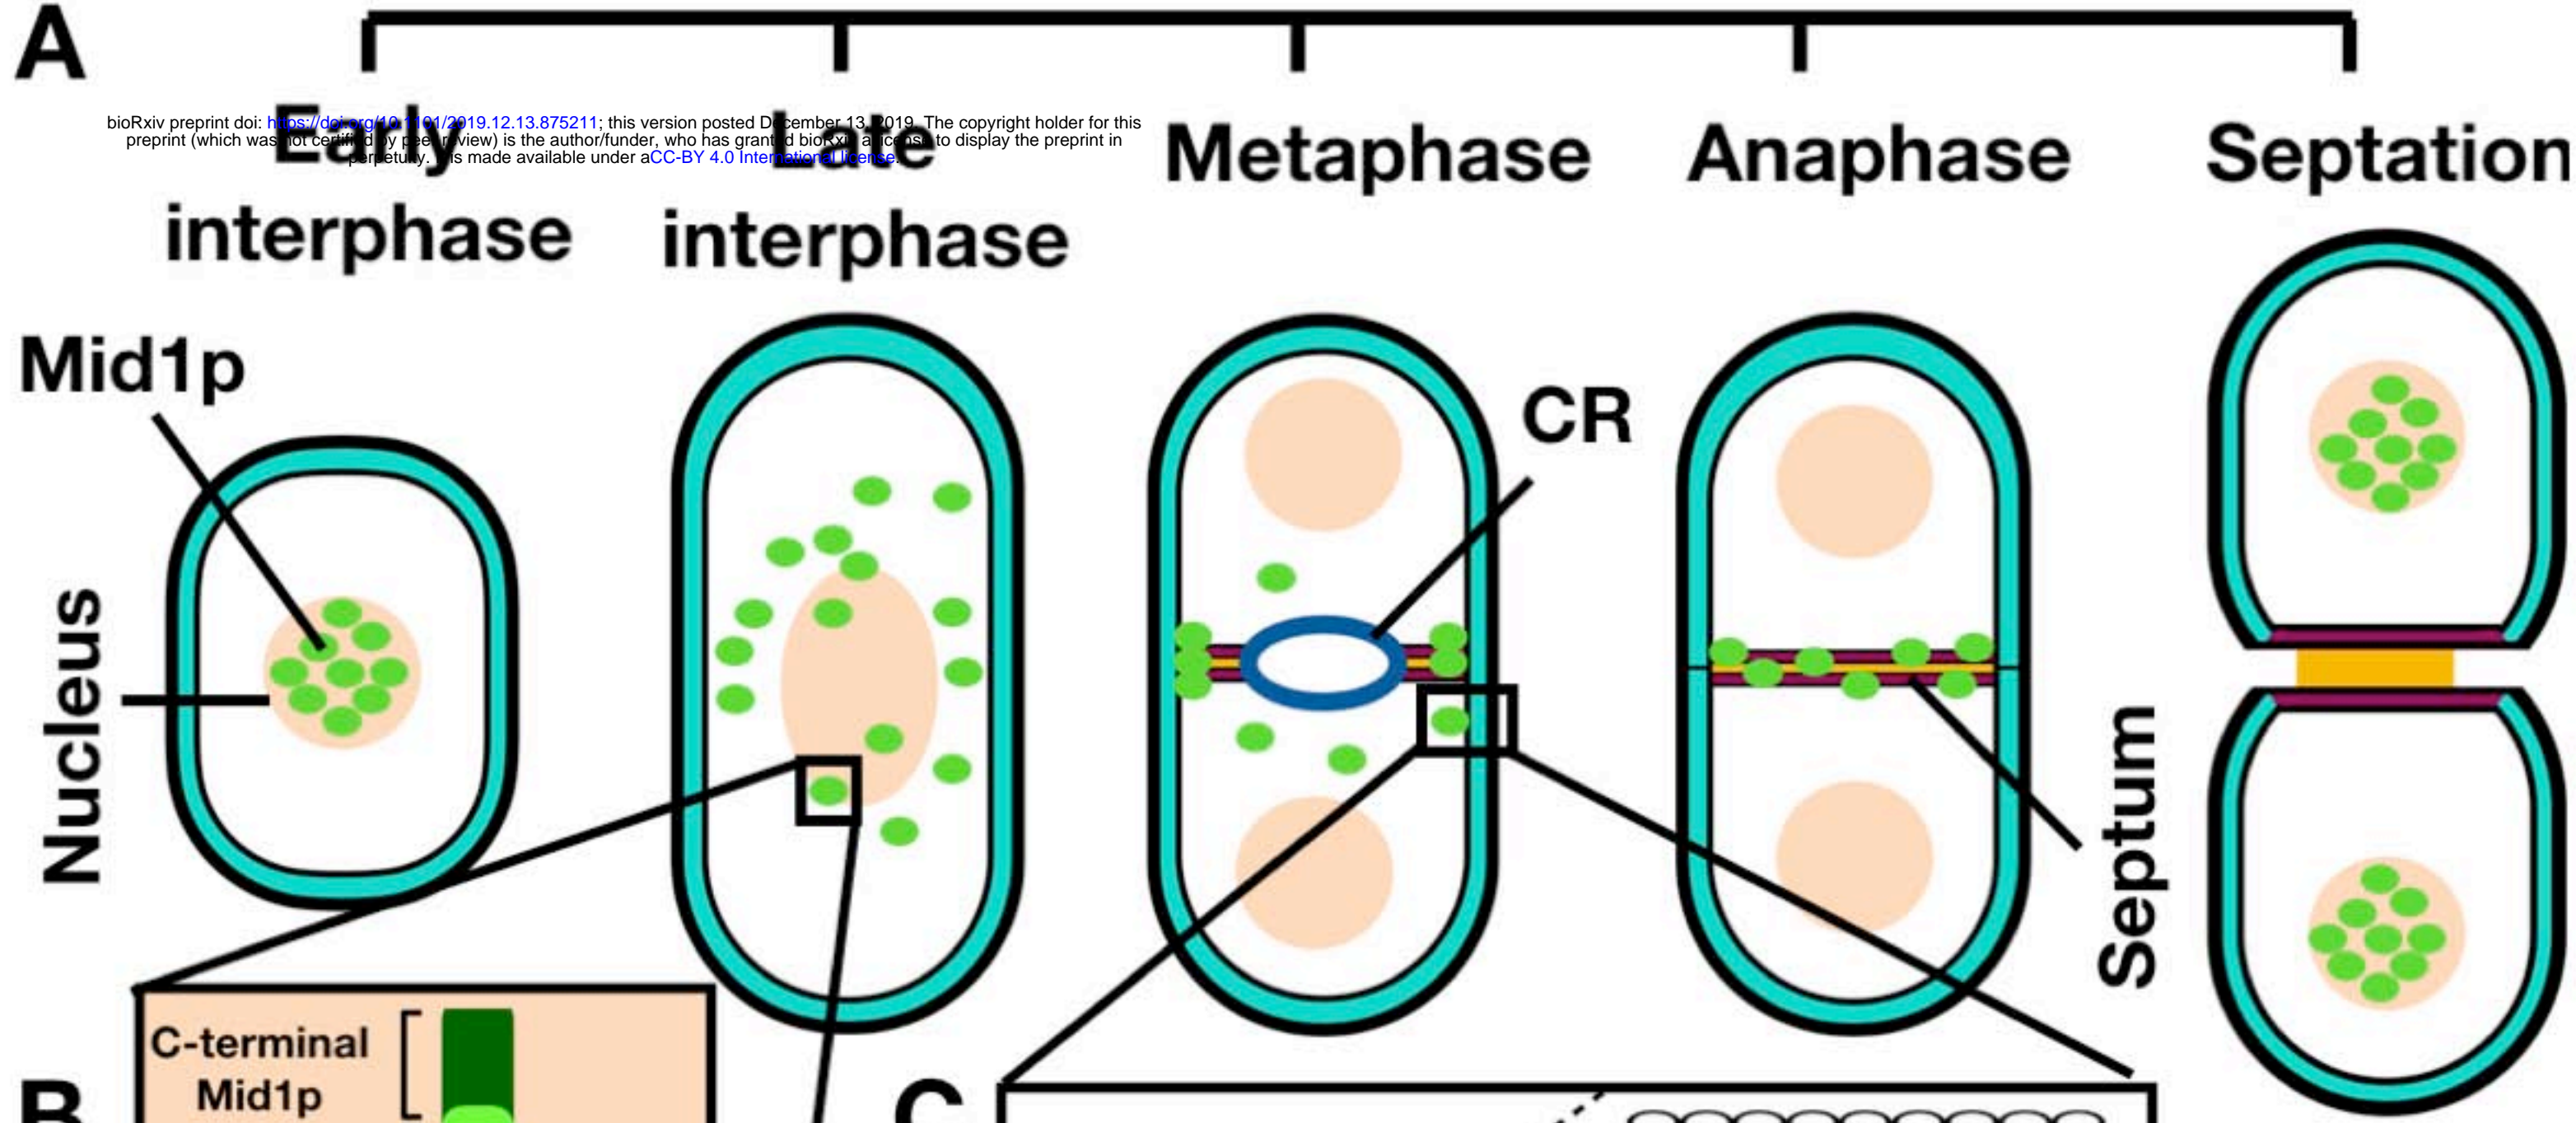 A
bioRxiv preprint doi: https://doi.org/10.1101/2019.12.13.875211; this version posted December 13, 2019. The copyright holder for this
preprint (which was not certified by peer review) is the author/funder, who has granted bioRxiv a license to display the preprint in
perpetuity. It is made available under aCC-BY 4.0 International license.
Early
interphase
Late
interphase
Metaphase
Anaphase
Septation
Mid1p
CR
Nucleus
Septum
C-terminal
Mid1p
B
C